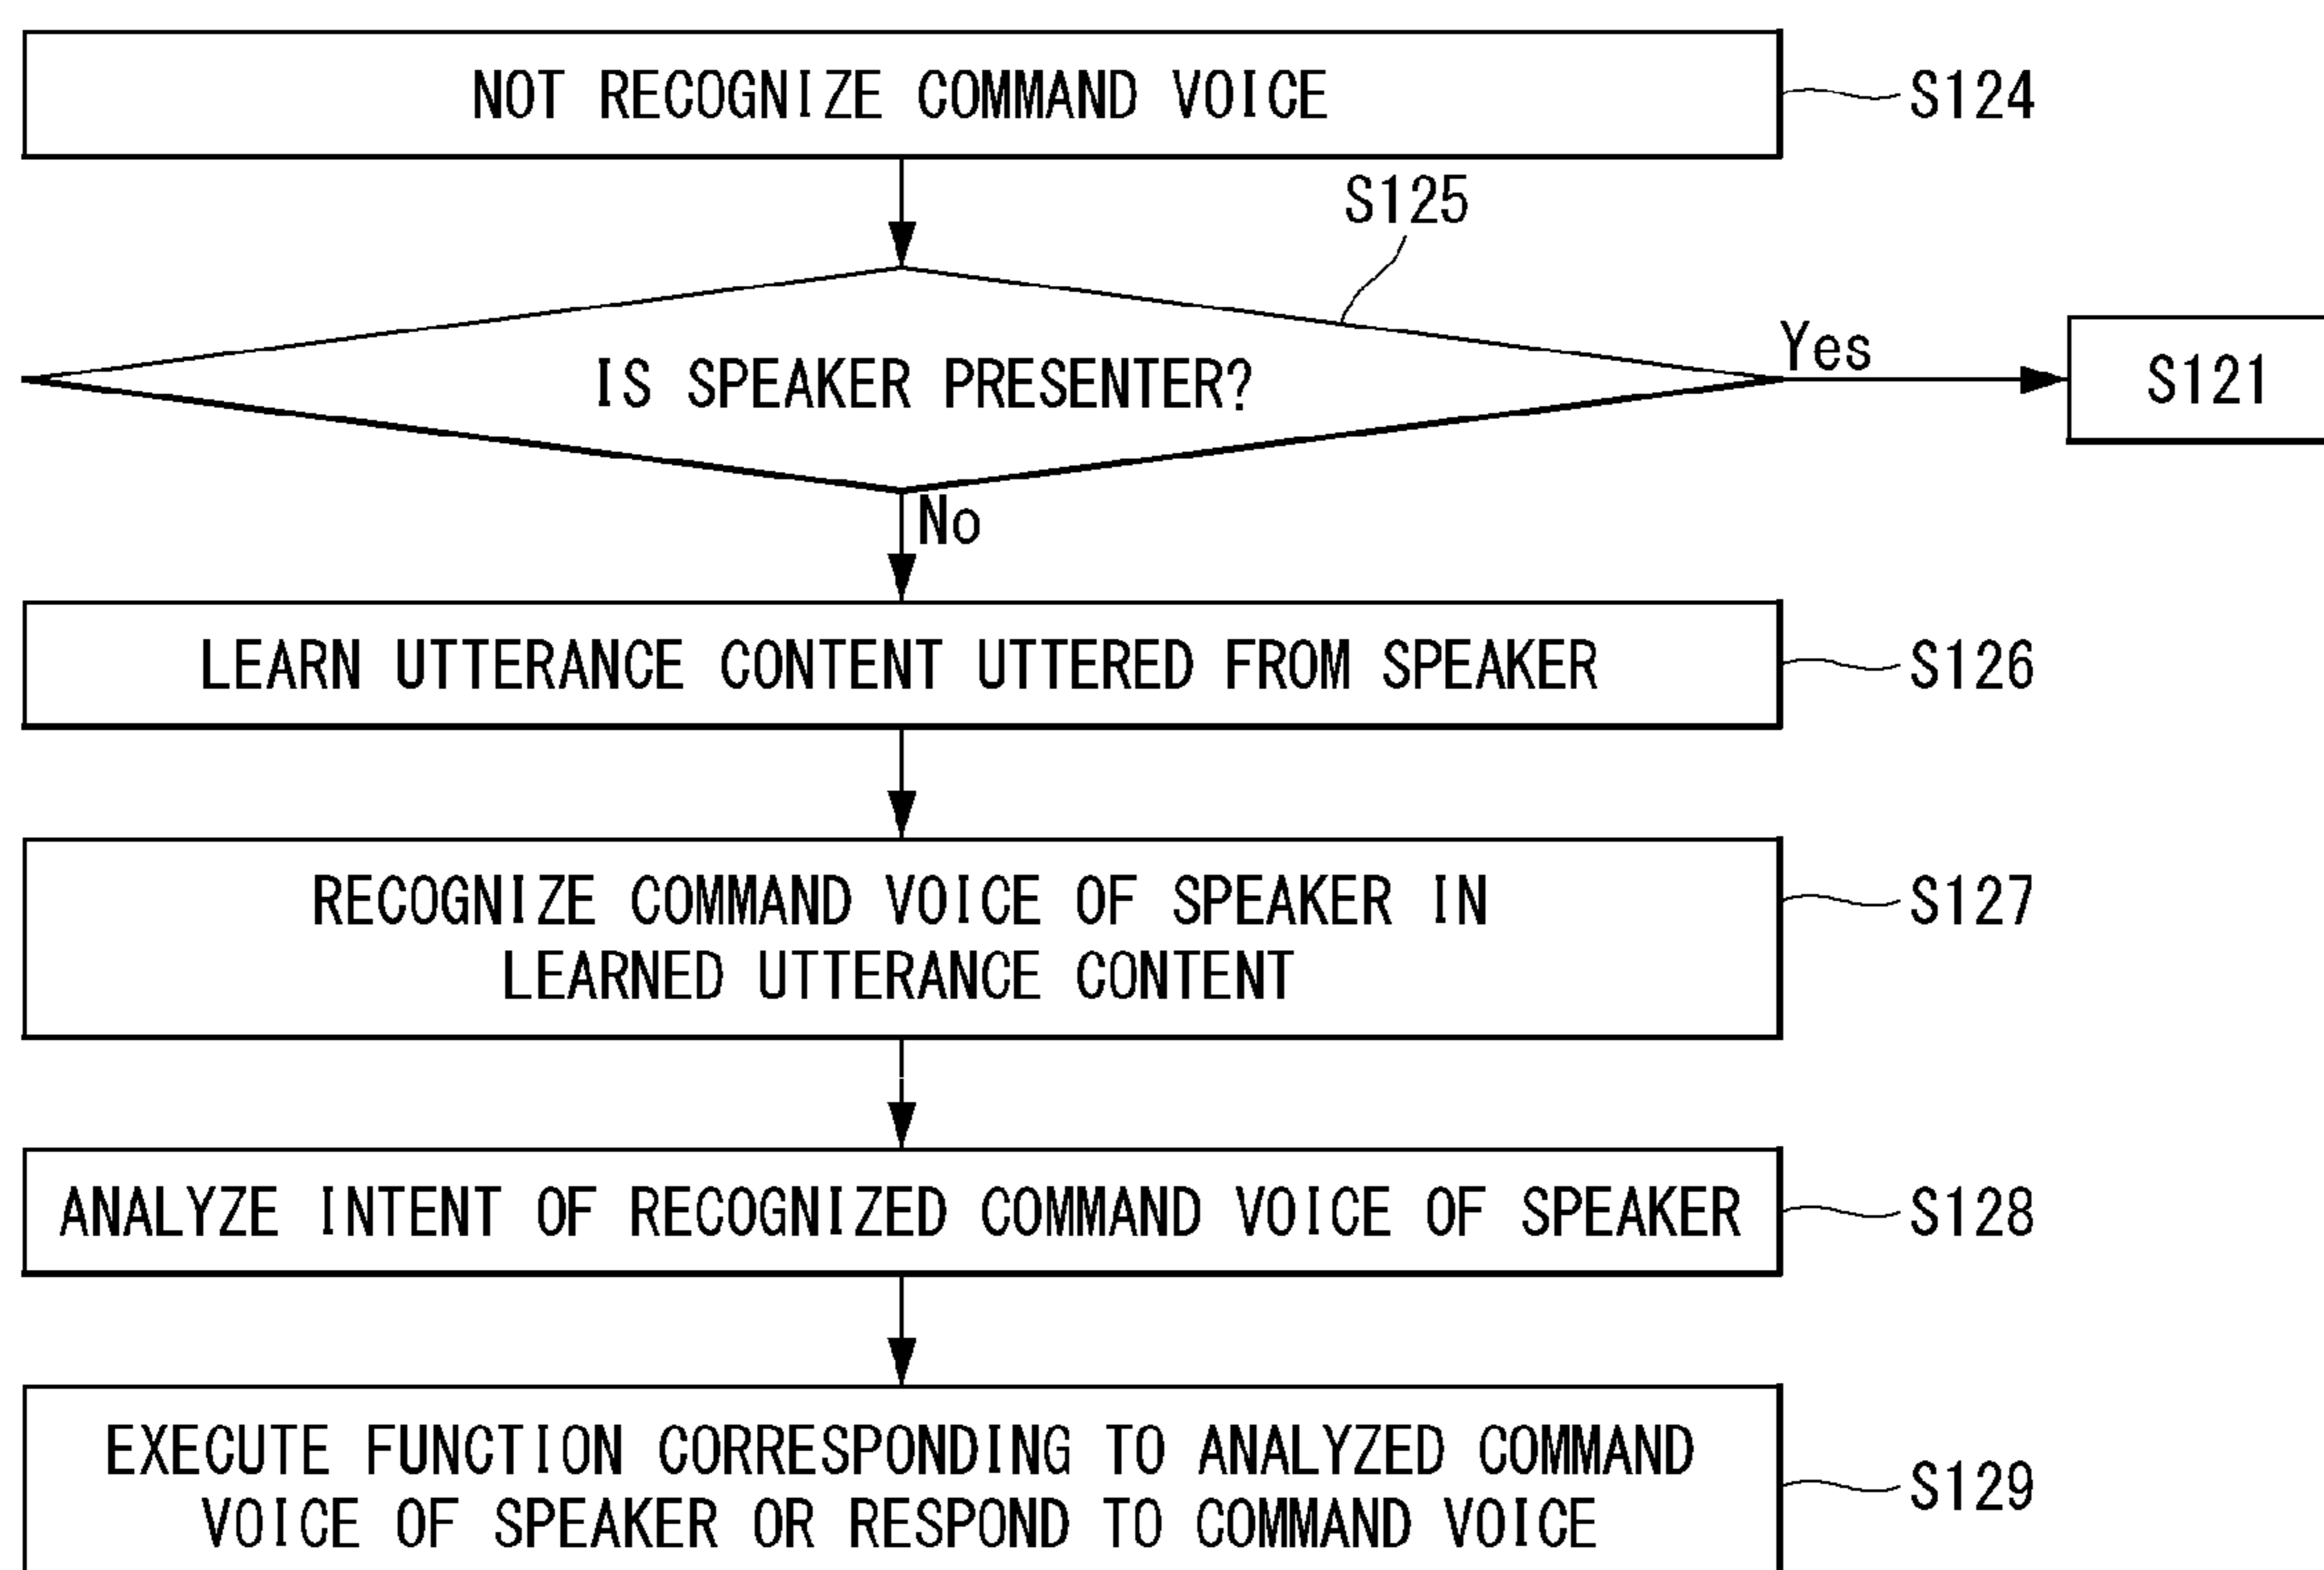 NOT RECOGNIZE COMMAND VOICE
S124
S125
IS SPEAKER PRESENTER?
Yes
S121
No
LEARN UTTERANCE CONTENT UTTERED FROM SPEAKER
S126
RECOGNIZE COMMAND VOICE OF SPEAKER IN
LEARNED UTTERANCE CONTENT
S127
ANALYZE INTENT OF RECOGNIZED COMMAND VOICE OF SPEAKER
S128
EXECUTE FUNCTION CORRESPONDING TO ANALYZED COMMAND
VOICE OF SPEAKER OR RESPOND TO COMMAND VOICE
S129